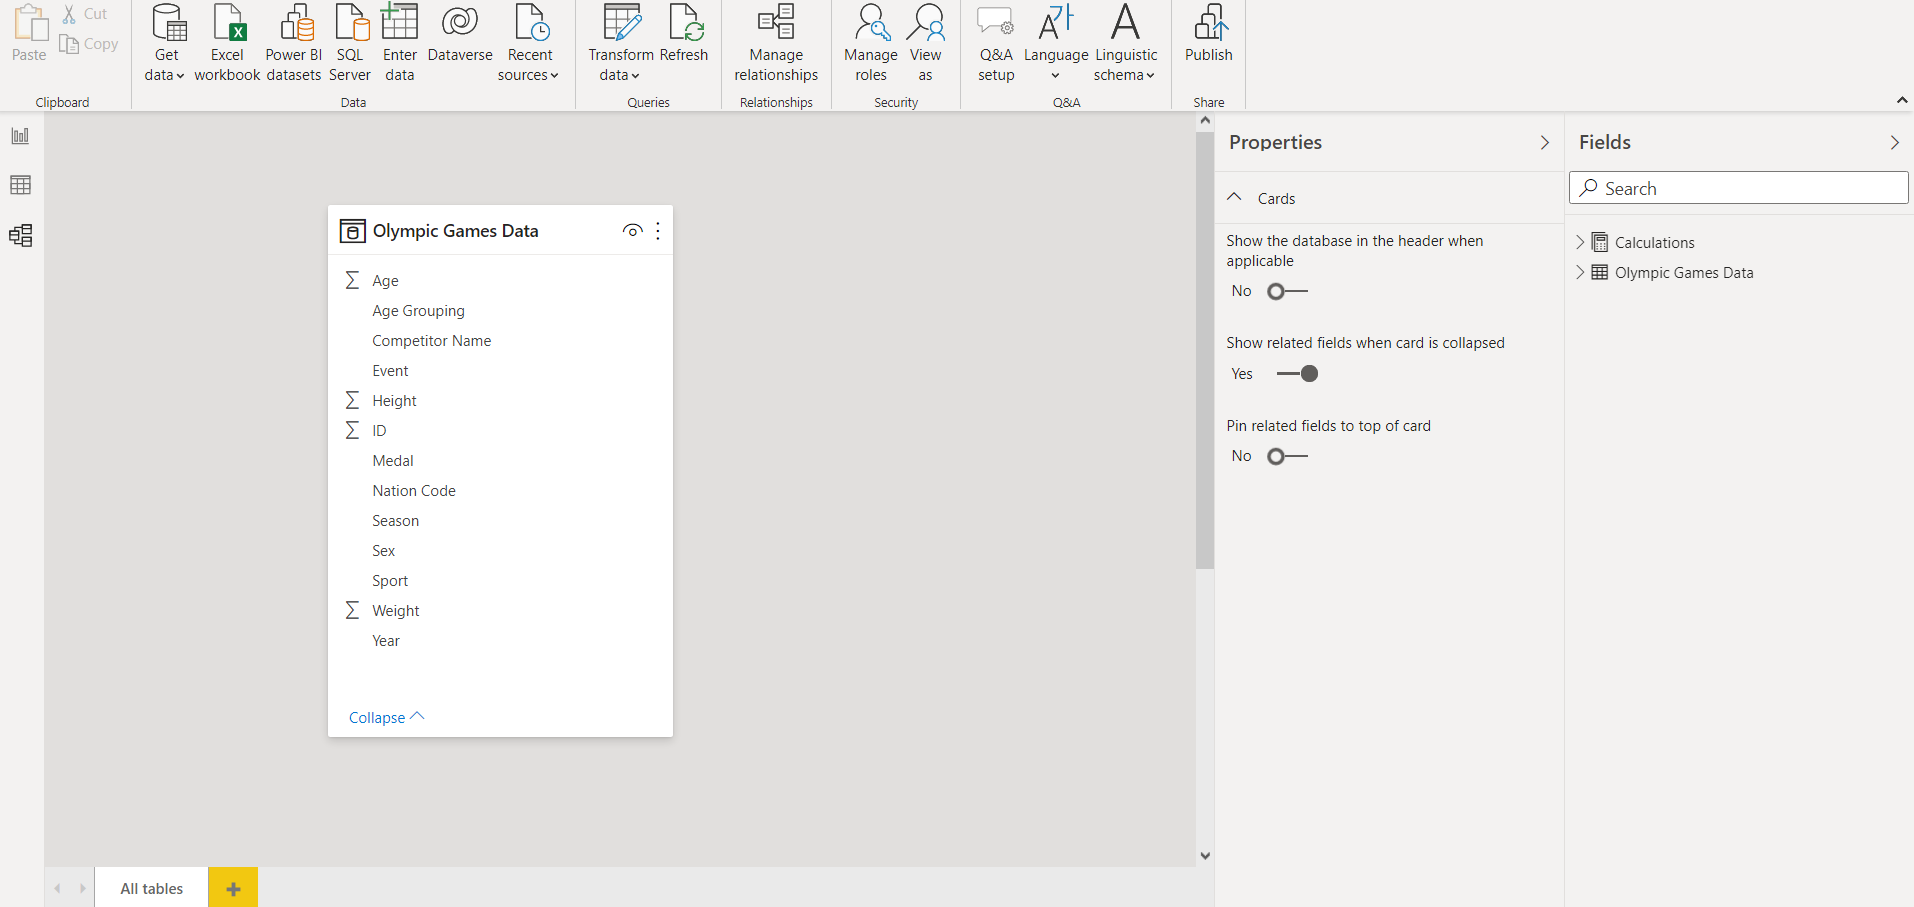 Paste
Cut
Copy
Clipboard
Get data
Excel workbook
Power BI datasets
SQL Server
Enter data
Dataverse
Recent sources
Data
Transform data
Refresh
Queries
Manage relationships
Relationships
Manage roles
View as
Security
Q&A setup
Language
Linguistic schema
Q&A
Publish
Share
Olympic Games Data
Age
Age Grouping
Competitor Name
Event
Height
ID
Medal
Nation Code
Season
Sex
Sport
Weight
Year
Collapse
All tables
Properties
Cards
Show the database in the header when
applicable
No
Show related fields when card is collapsed
Yes
Pin related fields to top of card
No
Fields
Search
Calculations
Olympic Games Data